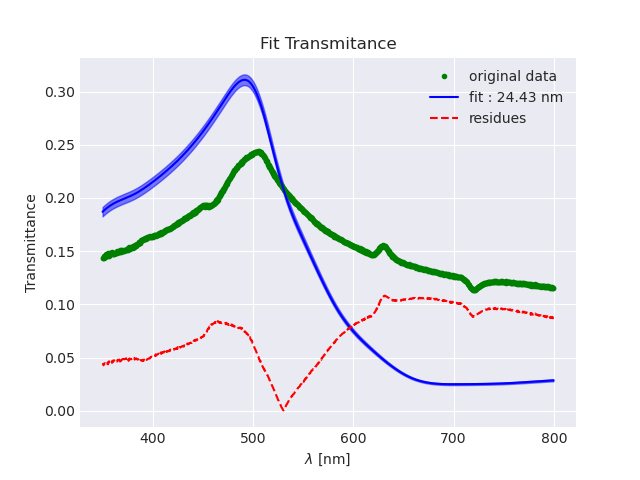 Fit Transmitance
original data
fit : 24.43 nm
residues
Transmittance
0.30
0.25
0.20
0.15
0.10
0.05
0.00
400
500
600
700
800
λ [nm]